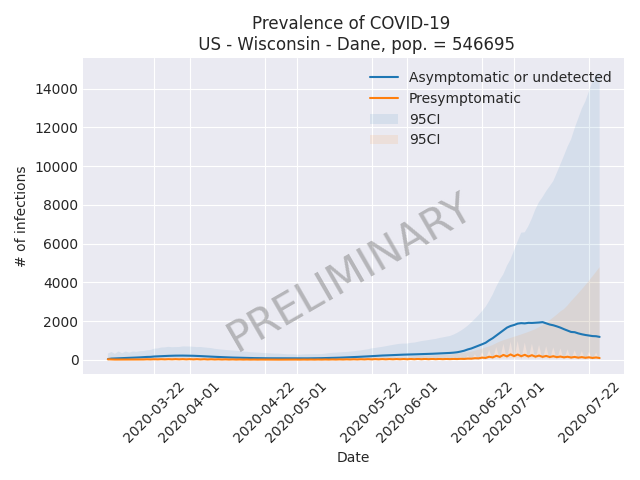 Prevalence of COVID-19
US - Wisconsin - Dane, pop. = 546695
Asymptomatic or undetected
Presymptomatic
95CI
95CI
14000
12000
10000
8000
6000
4000
2000
0
# of infections
PRELIMINARY
2020-03-22
2020-04-01
2020-04-22
2020-05-01
2020-05-22
2020-06-01
2020-06-22
2020-07-01
2020-07-22
Date